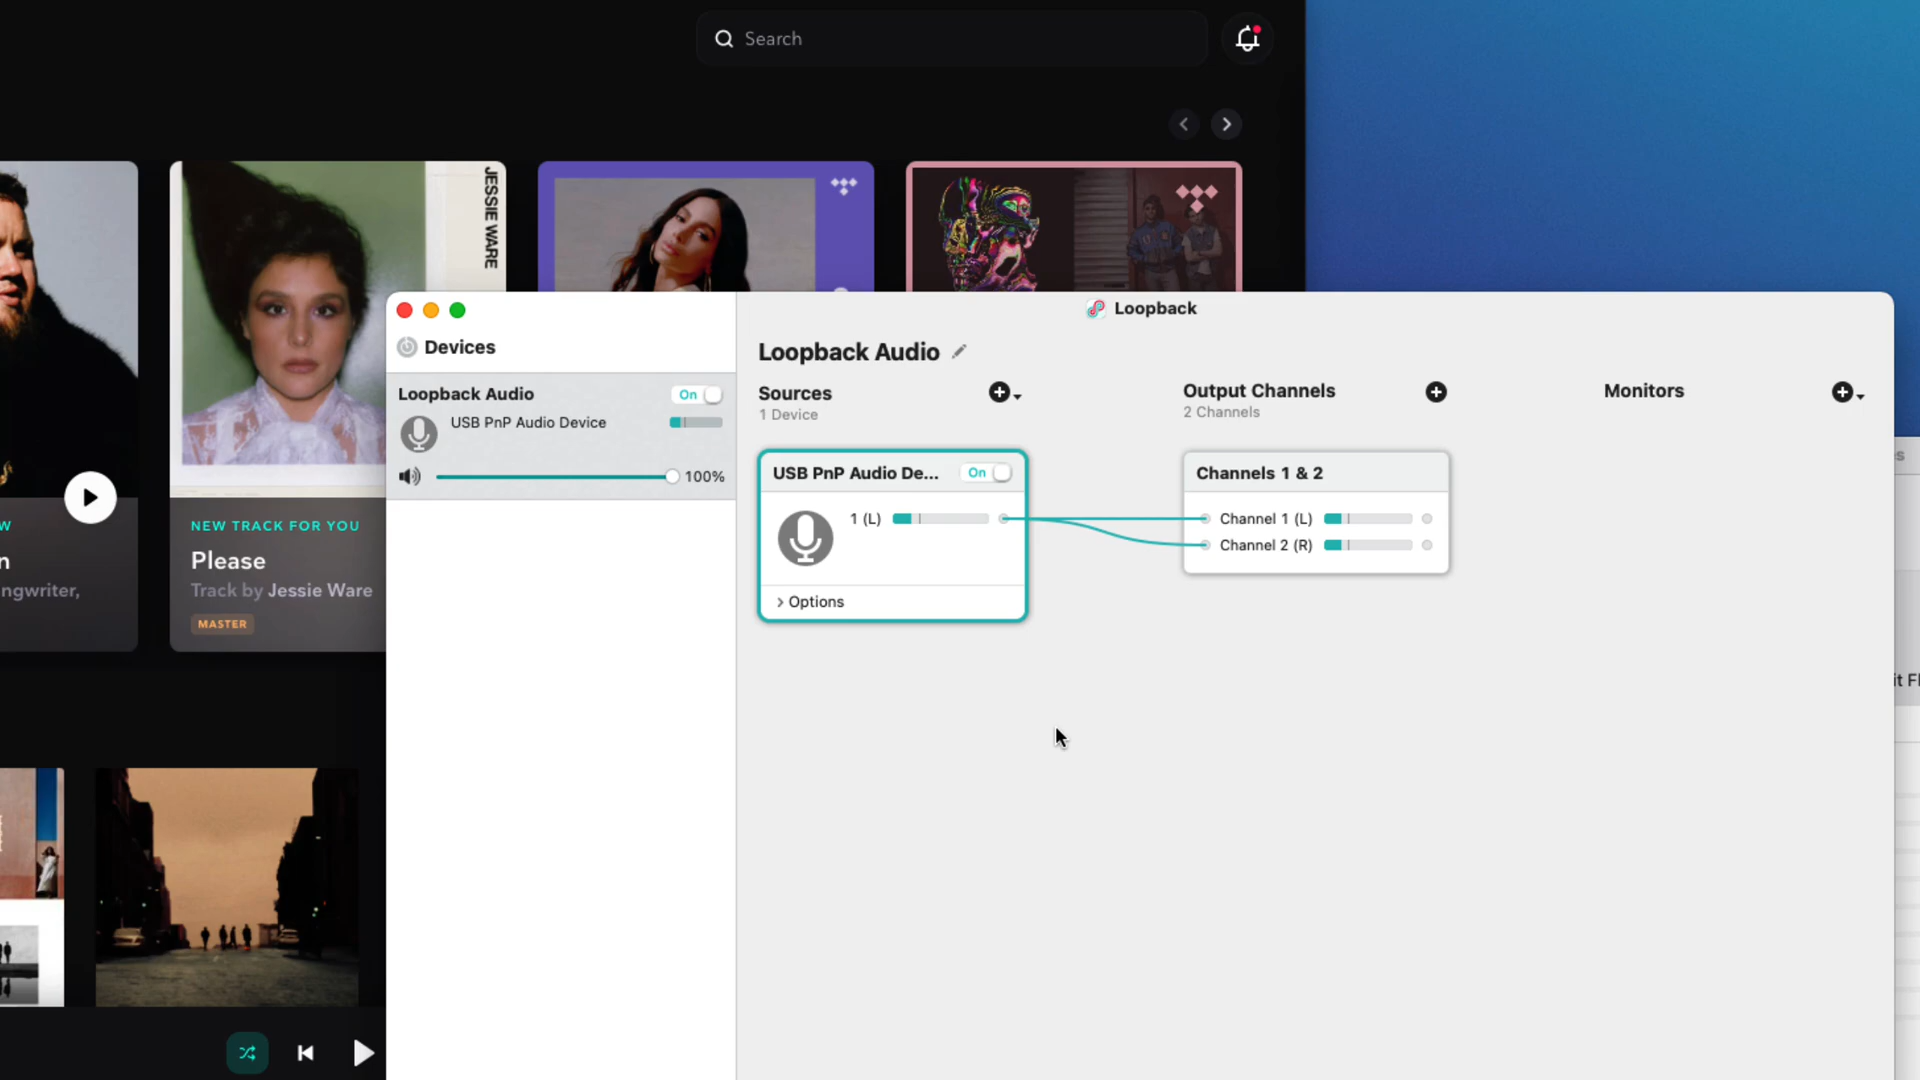 Search
JESSIE WARE
W
n
ngwriter,
NEW TRACK FOR YOU
Please
Track by Jessie Ware
MASTER
Loopback
Devices
Loopback Audio
On
USB PnP Audio Device
100%
Loopback Audio
Sources
1 Device
USB PnP Audio De...
On
1 (L)
Options
Output Channels
2 Channels
Channels 1 & 2
Channel 1 (L)
Channel 2 (R)
Monitors
s
it Fl